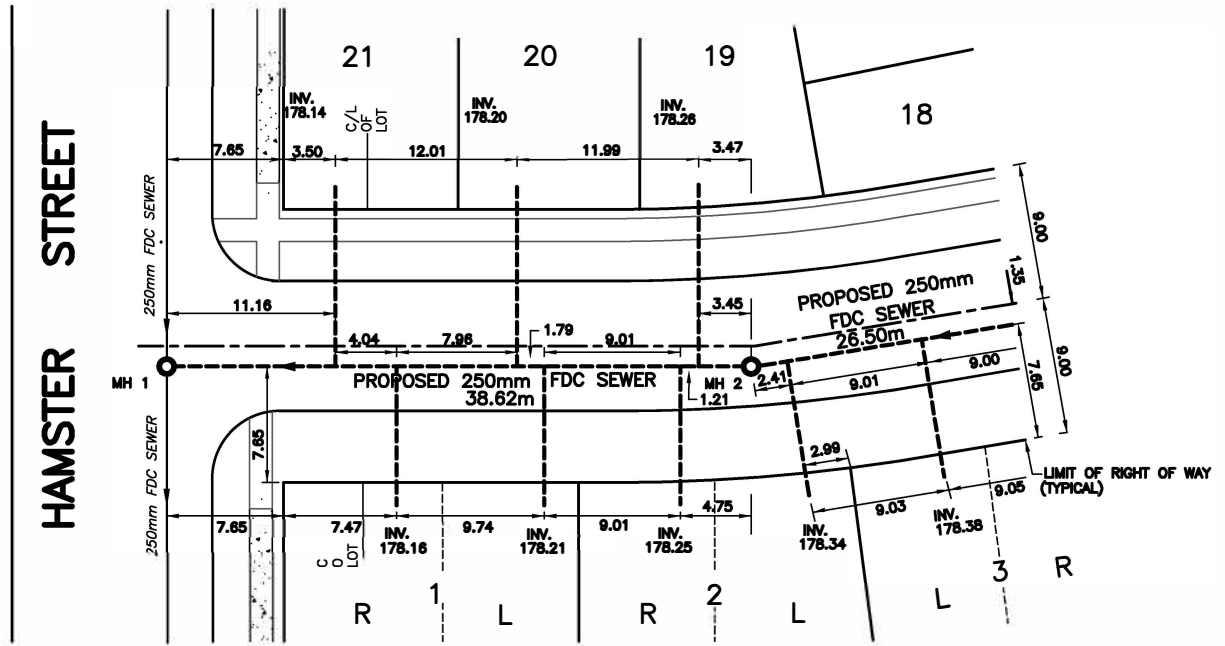 HAMSTER STREET
21
20
19
18
INV.
178.14
C/L
OF
LOT
INV.
178.20
INV.
178.26
7.65
3.50
12.01
11.99
3.47
250mm FDC SEWER
9.00
1.35
11.16
3.45
PROPOSED 250mm
FDC SEWER
26.50m
4.04
7.96
1.79
9.01
MH 1
PROPOSED 250mm FDC SEWER
38.62m
MH 2
1.21
2.41
9.01
9.00
7.65
9.00
250mm FDC SEWER
7.65
2.99
LIMIT OF RIGHT OF WAY
(TYPICAL)
7.65
7.47
9.74
9.01
4.75
9.03
9.05
C
O
LOT
INV.
178.16
INV.
178.21
INV.
178.25
INV.
178.34
INV.
178.38
R
1
L
R
2
L
L
3
R